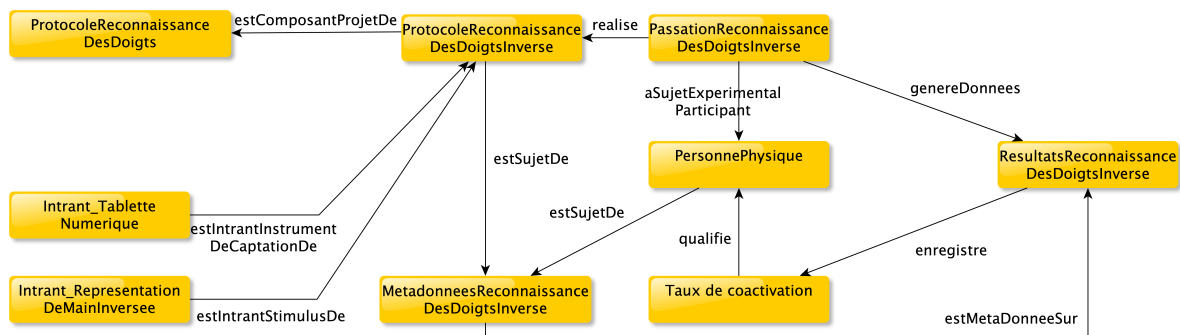 ProtocoleReconnaissance
DesDoigts
estComposantProjetDe
ProtocoleReconnaissance
DesDoigtsInverse
realise
PassationReconnaissance
DesDoigtsInverse
aSujetExperimental
Participant
genereDonnees
estSujetDe
PersonnePhysique
ResultatsReconnaissance
DesDoigtsInverse
Intrant_Tablette
Numerique
estIntrantInstrument
DeCaptationDe
estSujetDe
qualifie
enregistre
Intrant_Representation
DeMainInversee
estIntrantStimulusDe
MetadonneesReconnaissance
DesDoigtsInverse
Taux de coactivation
estMetaDonneeSur